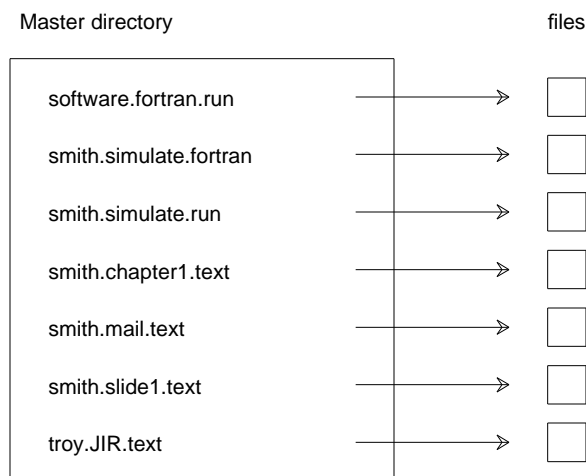 Master directory files
software.fortran.run
smith.simulate.fortran
smith.simulate.run
smith.chapter1.text
smith.mail.text
smith.slide1.text
troy.JIR.text